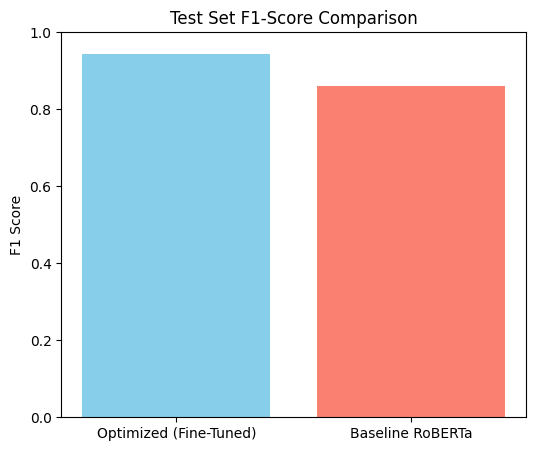 Test Set F1-Score Comparison
F1 Score
1.0
0.8
0.6
0.4
0.2
0.0
Optimized (Fine-Tuned)
Baseline RoBERTa